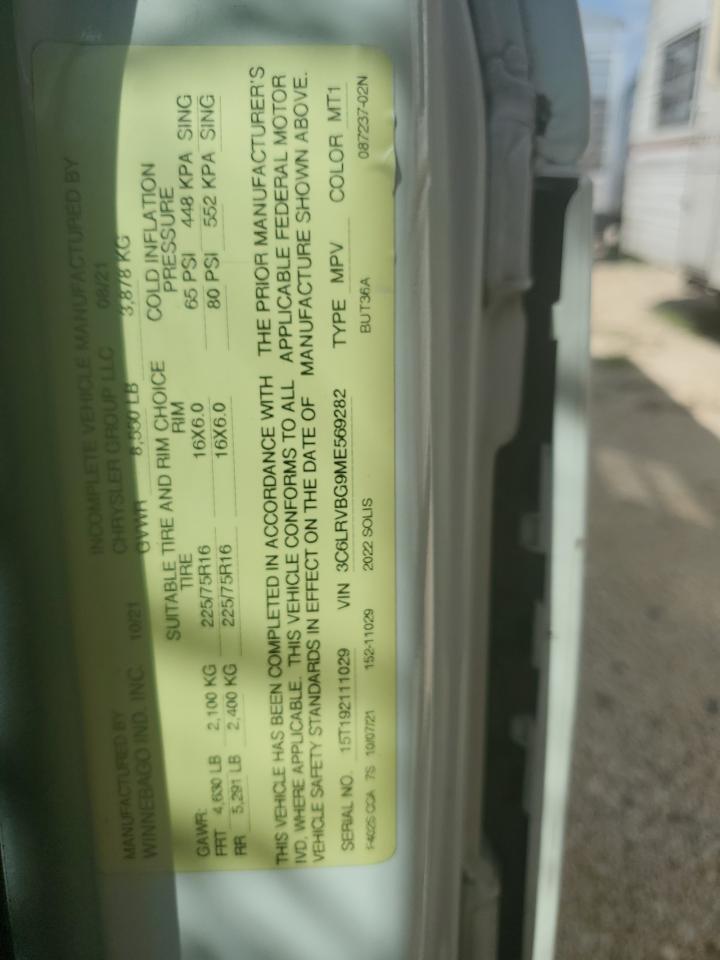 MANUFACTURED BY INCOMPLETE VEHICLE MANUFACTURED BY
WINNEBAGO IND. INC. 10/21 CHRYSLER GROUP LLC 08/21
GVWR 8,550 LB 3,878 KG
SUITABLE TIRE AND RIM CHOICE COLD INFLATION
GAWR: TIRE RIM PRESSURE
FRT 4,630 LB 2,100 KG 225/75R16 16X6.0 65 PSI 448 KPA SING
RR 5,291 LB 2,400 KG 225/75R16 16X6.0 80 PSI 552 KPA SING
THIS VEHICLE HAS BEEN COMPLETED IN ACCORDANCE WITH THE PRIOR MANUFACTURER'S
IVD, WHERE APPLICABLE. THIS VEHICLE CONFORMS TO ALL APPLICABLE FEDERAL MOTOR
VEHICLE SAFETY STANDARDS IN EFFECT ON THE DATE OF MANUFACTURE SHOWN ABOVE.
SERIAL NO. 15T192111029 VIN 3C6LRVBG9ME569282 TYPE MPV COLOR MT1
7S 10/07/21 152-11029 2022 SOLIS BUT36A 087237-02N